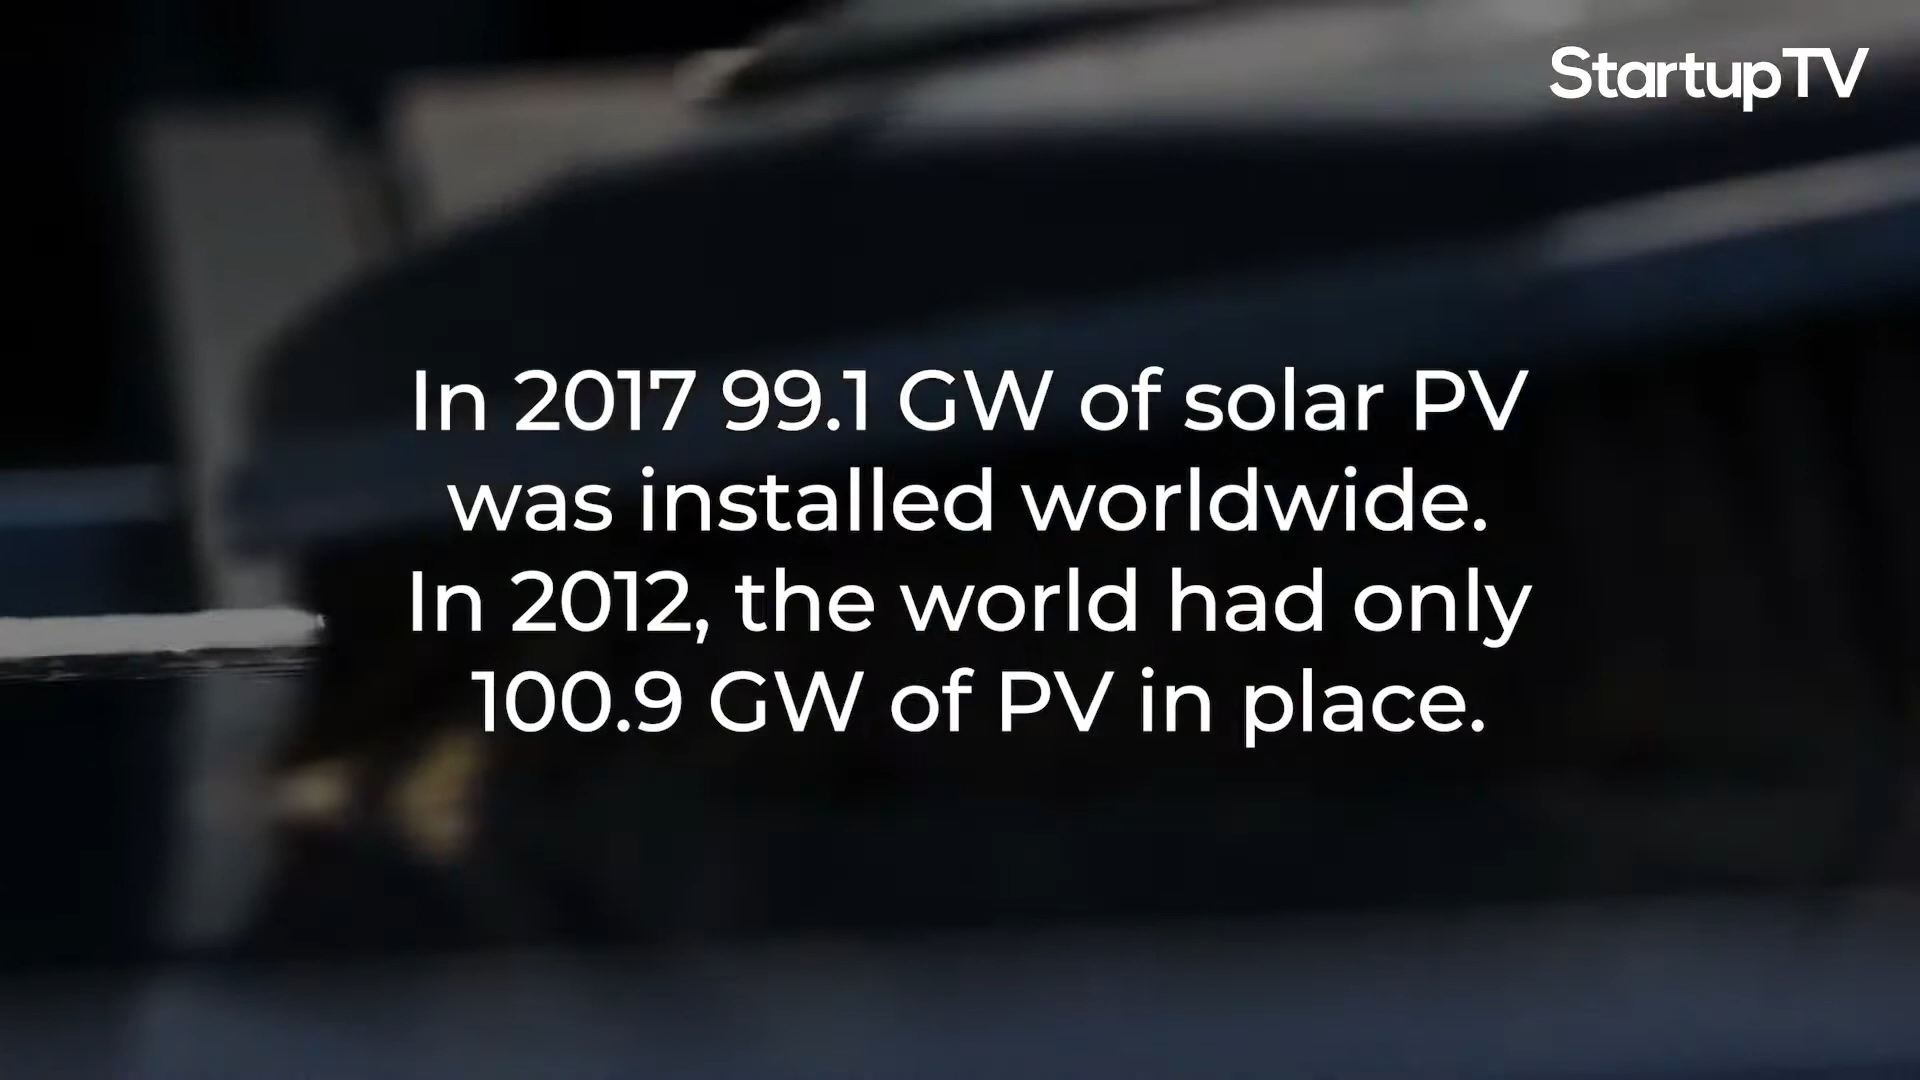 StartupTV
In 2017 99.1 GW of solar PV
was installed worldwide.
In 2012, the world had only
100.9 GW of PV in place.